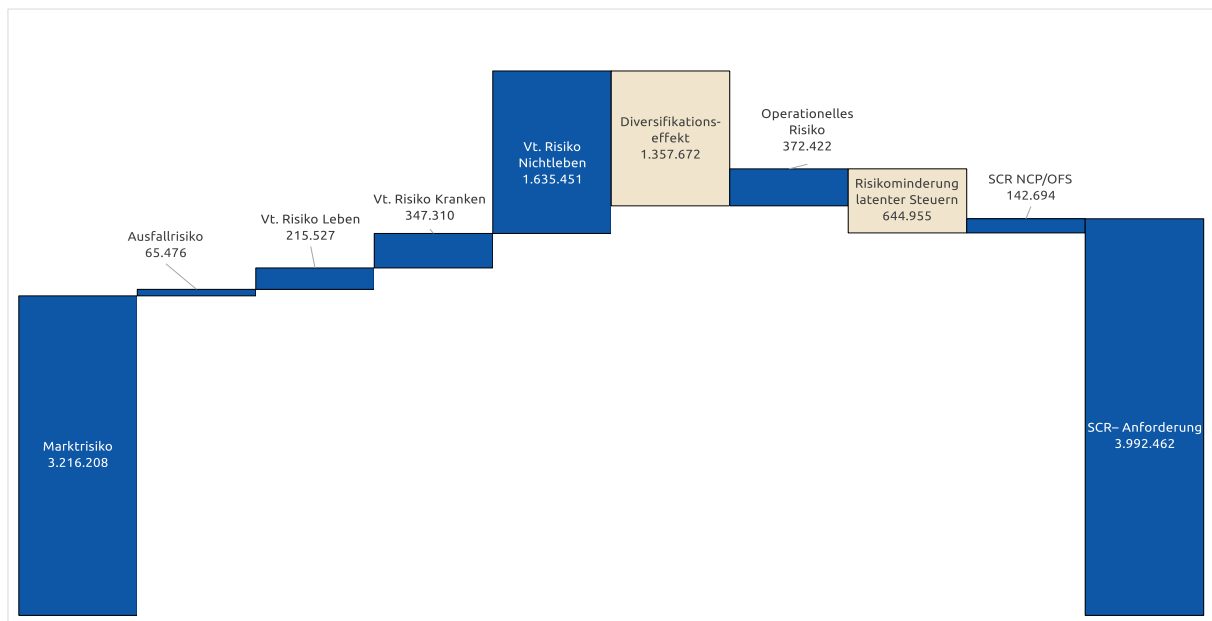 Marktrisiko
3.216.208
Ausfallrisiko
65.476
Vt. Risiko Leben
215.527
Vt. Risiko Kranken
347.310
Vt. Risiko
Nichtleben
1.635.451
Diversifikations-
effekt
1.357.672
Operationelles
Risiko
372.422
Risikominderung
latenter Steuern
644.955
SCR NCP/OFS
142.694
SCR– Anforderung
3.992.462